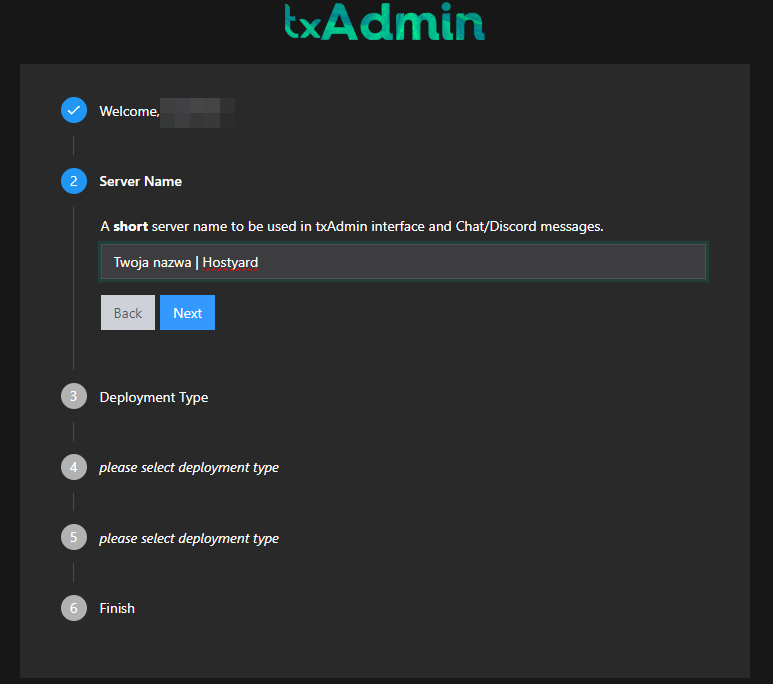 txAdmin
Welcome,
2 Server Name
A short server name to be used in txAdmin interface and Chat/Discord messages.
Twoja nazwa | Hostyard
Back Next
3 Deployment Type
4 please select deployment type
5 please select deployment type
6 Finish